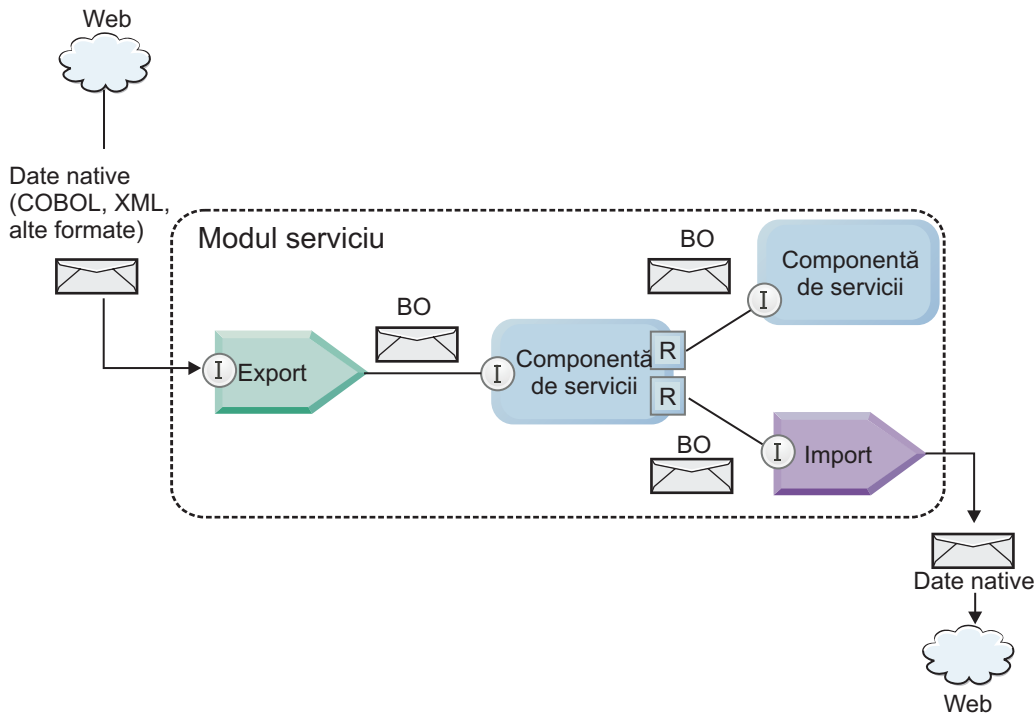 Web
Date native
(COBOL, XML,
alte formate)
Modul serviciu
BO
Componentă
de servicii
I
BO
R
I
Export
I
Componentă
de servicii
R
BO
I
Import
Date native
Web